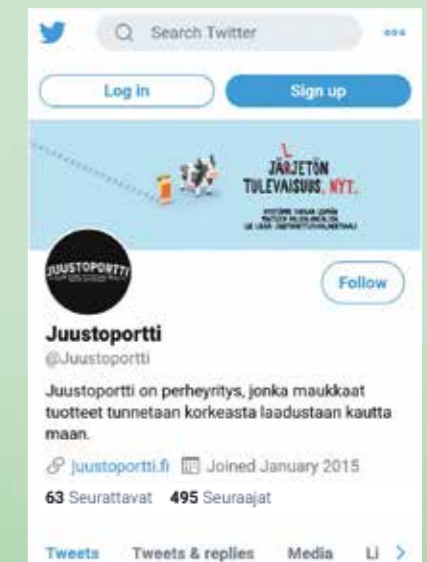 Search Twitter
Log in
Sign up
JÄRJETÖN
L
TULEVAISUUS, NYT.
JUUSTOPORTTI
Follow
Juustoportti
@Juustoportti
Juustoportti on perheyritys, jonka maukkaat
tuotteet tunnetaan korkeasta laadustaan kautta
maan.
juustoportti.fi Joined January 2015
63 Seurattavat 495 Seuraajat
Tweets Tweets & replies Media Li